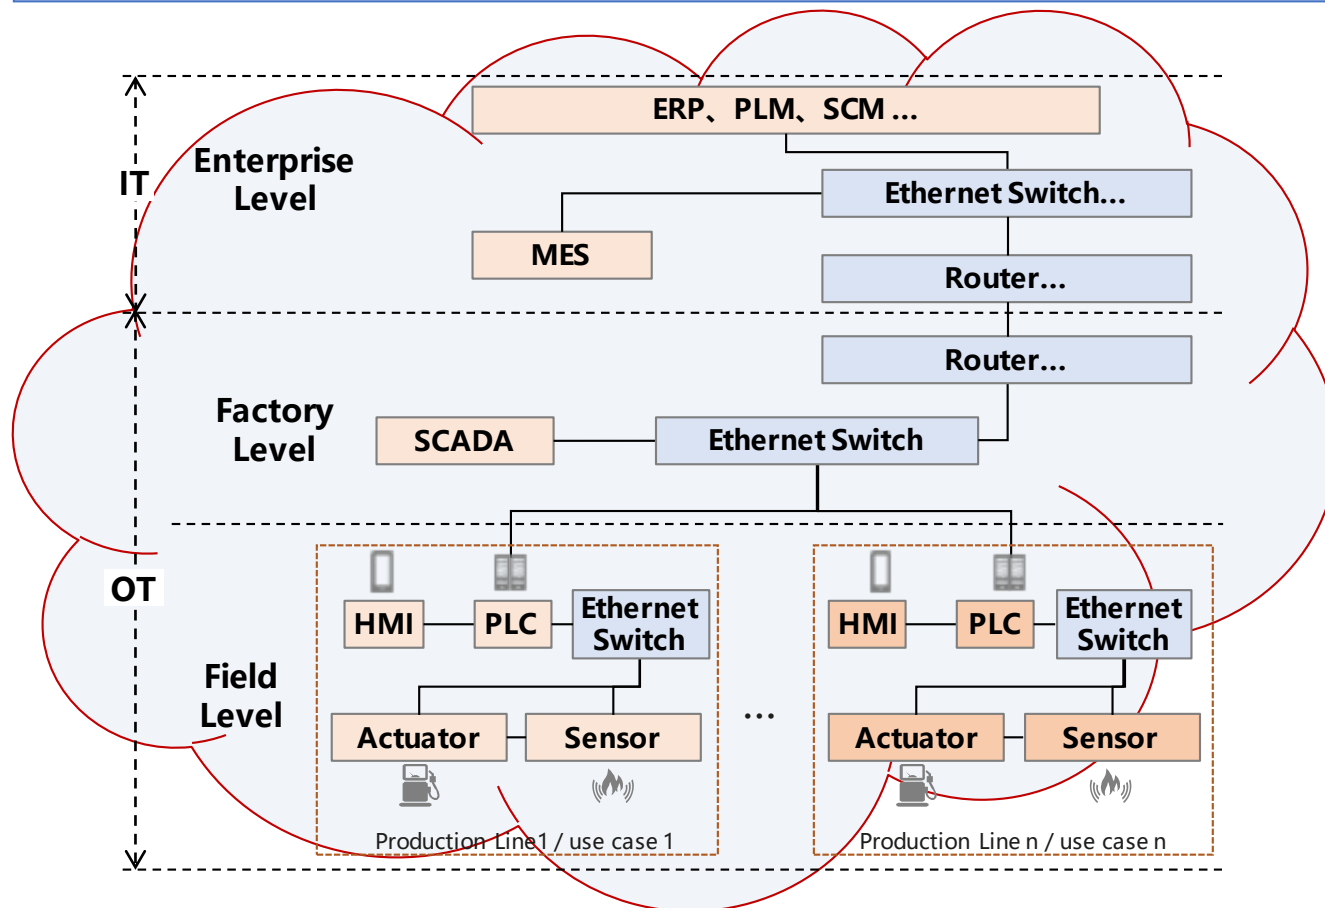 ERP、PLM、SCM …
IT
Enterprise
Level
Ethernet Switch…
MES
Router…
Router…
Factory
Level
SCADA
Ethernet Switch
OT
Field
Level
HMI
PLC
Ethernet
Switch
Actuator
Sensor
Production Line1 / use case 1
…
HMI
PLC
Ethernet
Switch
Actuator
Sensor
Production Line n / use case n